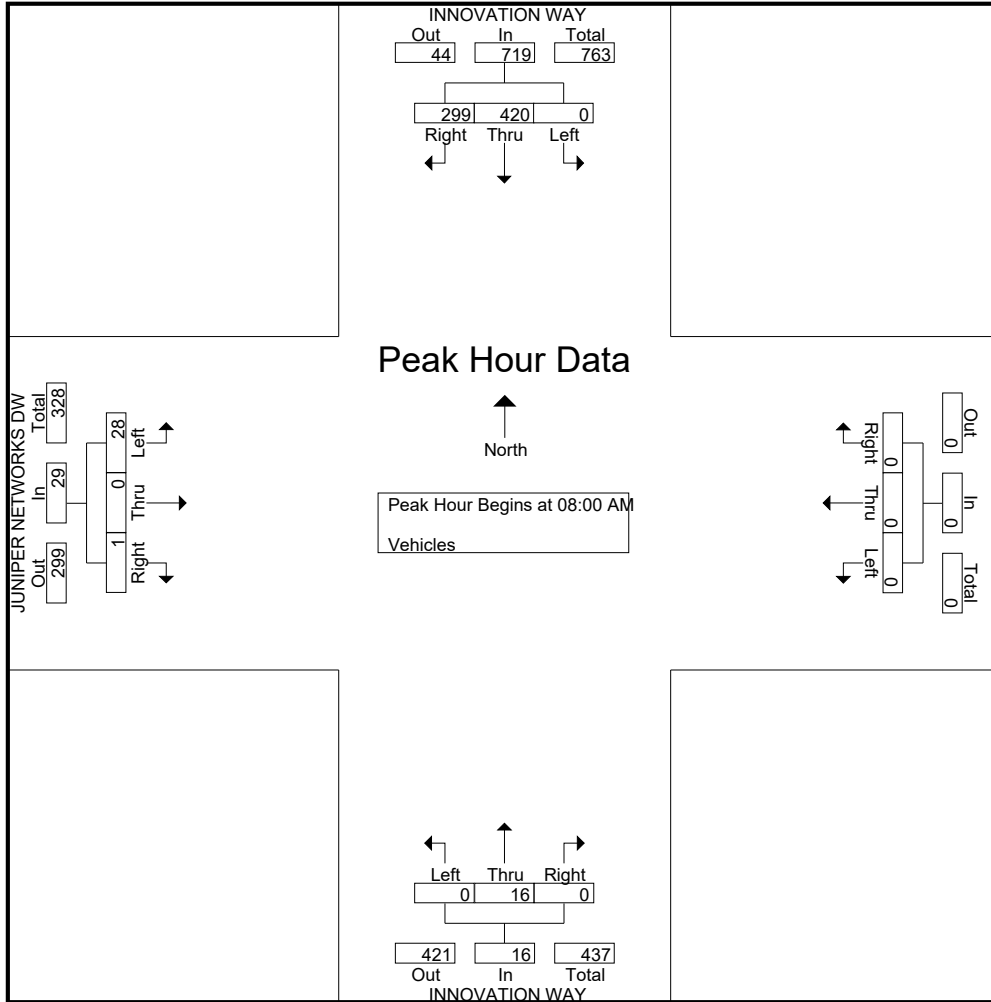 INNOVATION WAY
Out In Total
44 719 763
299 420 0
Right Thru Left
Peak Hour Data
North
Peak Hour Begins at 08:00 AM
Vehicles
JUNIPER NETWORKS DW
Out In Total
299 29 328
1 0 28
Right Thru Left
Out In Total
0 0 0
0 0 0
Right Thru Left
Left Thru Right
0 16 0
421 16 437
Out In Total
INNOVATION WAY